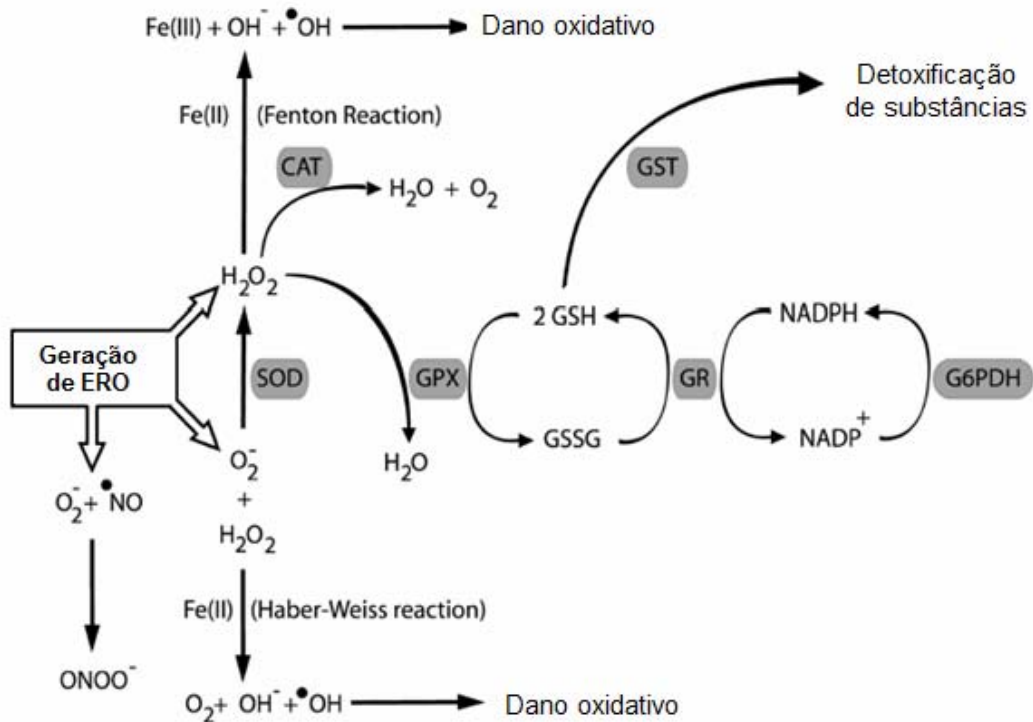 Fe(III) + OH⁻ + •OH
Dano oxidativo
Detoxificação
de substâncias
Fe(II)
(Fenton Reaction)
CAT
GST
H₂O + O₂
H₂O₂
2 GSH
NADPH
Geração
de ERO
SOD
GPX
GR
G6PDH
O₂⁻
GSSG
NADP⁺
H₂O
O₂⁻ + •NO
+
H₂O₂
Fe(II)
(Haber-Weiss reaction)
ONOO⁻
O₂ + OH⁻ + •OH
Dano oxidativo